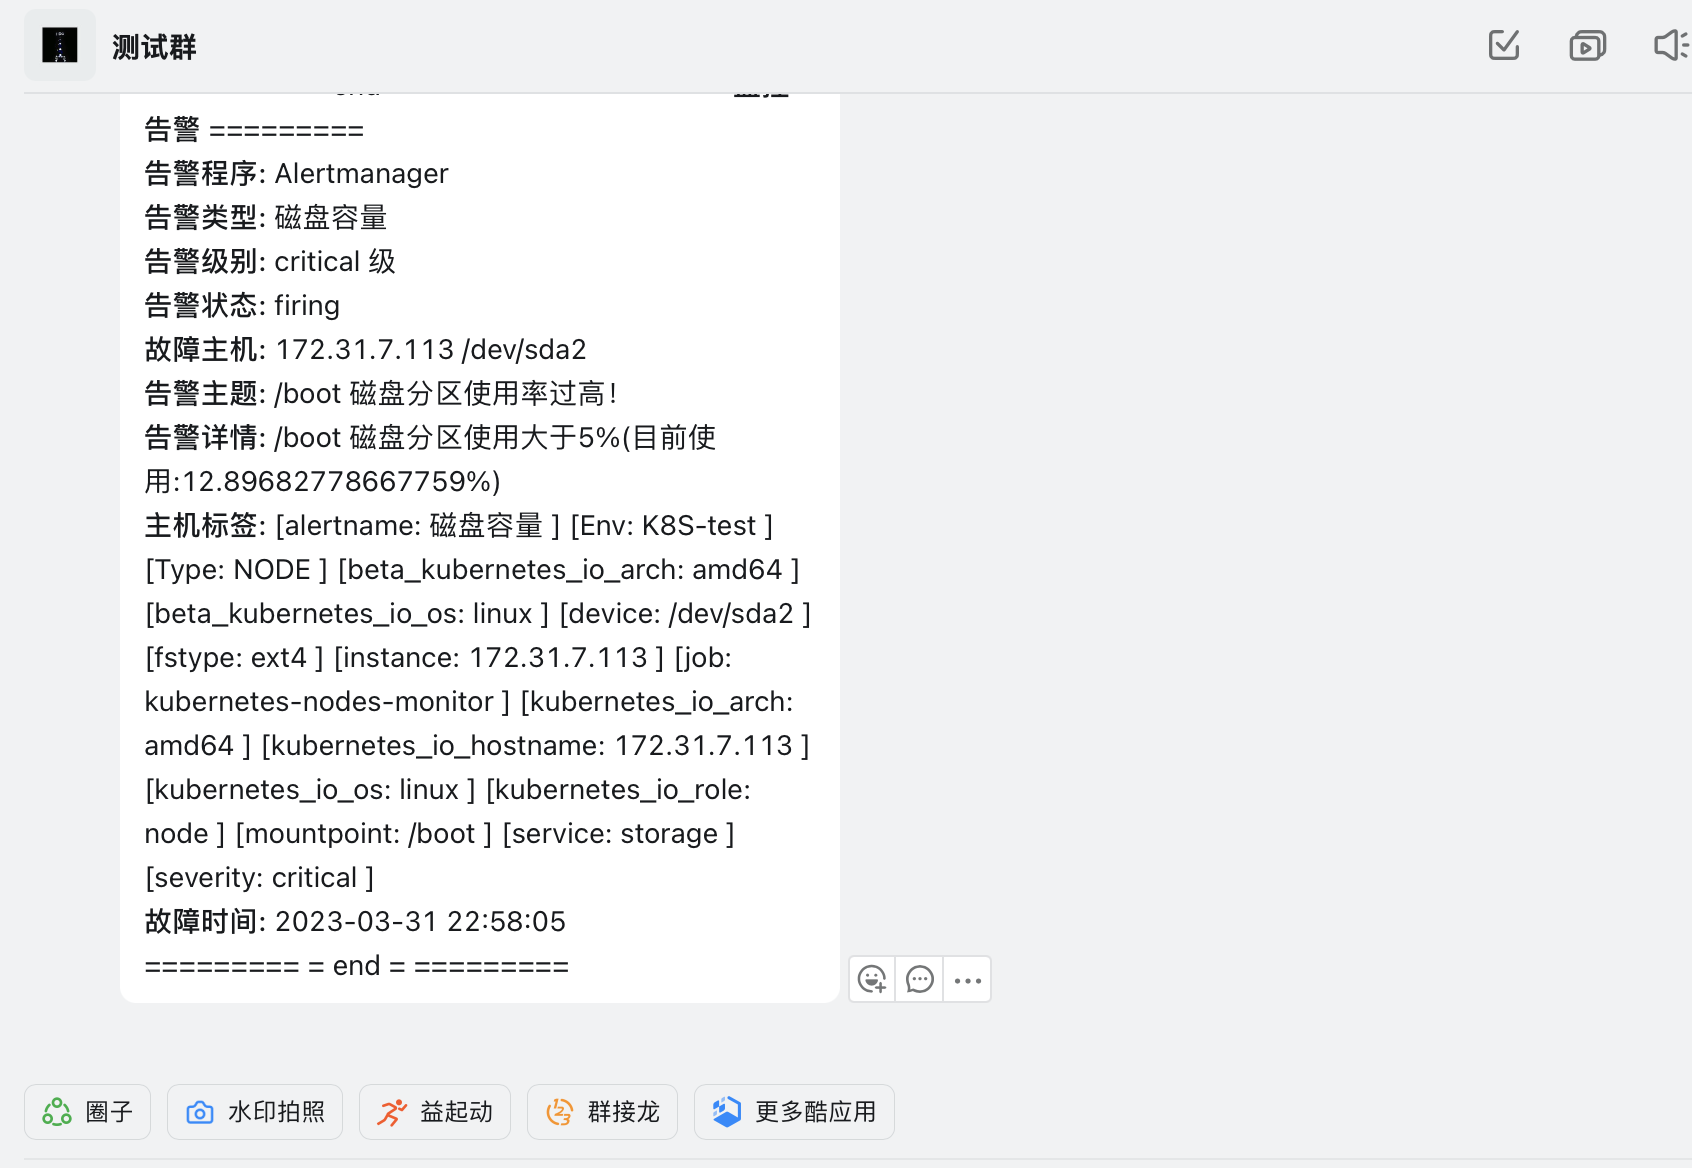 测试群
告警 =========
告警程序: Alertmanager
告警类型: 磁盘容量
告警级别: critical 级
告警状态: firing
故障主机: 172.31.7.113 /dev/sda2
告警主题: /boot 磁盘分区使用率过高！
告警详情: /boot 磁盘分区使用大于5%(目前使
用:12.89682778667759%)
主机标签: [alertname: 磁盘容量 ] [Env: K8S-test ]
[Type: NODE ] [beta_kubernetes_io_arch: amd64 ]
[beta_kubernetes_io_os: linux ] [device: /dev/sda2 ]
[fstype: ext4 ] [instance: 172.31.7.113 ] [job:
kubernetes-nodes-monitor ] [kubernetes_io_arch:
amd64 ] [kubernetes_io_hostname: 172.31.7.113 ]
[kubernetes_io_os: linux ] [kubernetes_io_role:
node ] [mountpoint: /boot ] [service: storage ]
[severity: critical ]
故障时间: 2023-03-31 22:58:05
========= = end = =========
圈子 水印拍照 益起动 群接龙 更多酷应用